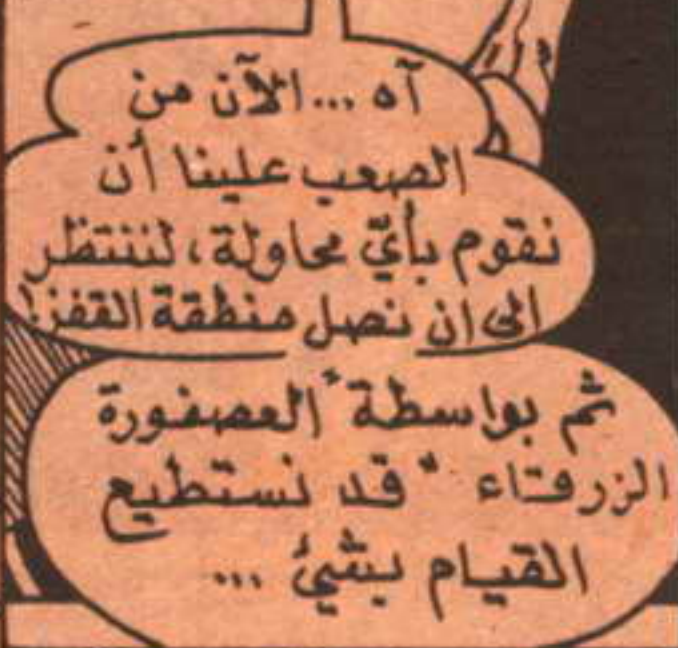 آه ... الآن من
الصعب علينا أن
نقوم بأيّ محاولة، لننتظر
الى ان نصل منطقة القفز!
ثم بواسطة "العصفورة
الزرقاء" قد نستطيع
القيام بشيء ...